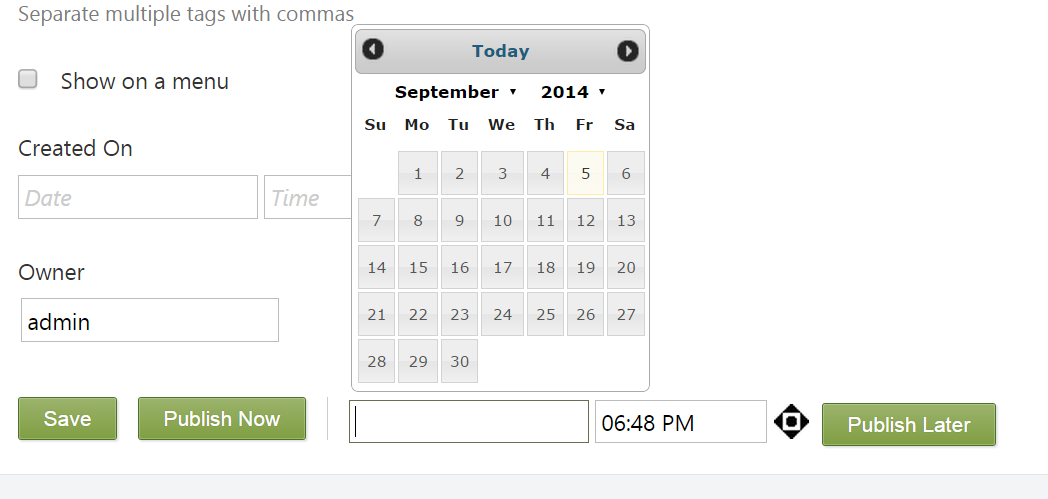 Separate multiple tags with commas
Today
September 2014
Su Mo Tu We Th Fr Sa
1 2 3 4 5 6
7 8 9 10 11 12 13
14 15 16 17 18 19 20
21 22 23 24 25 26 27
28 29 30
Show on a menu
Created On
Date Time
Owner
admin
Save Publish Now 06:48 PM Publish Later